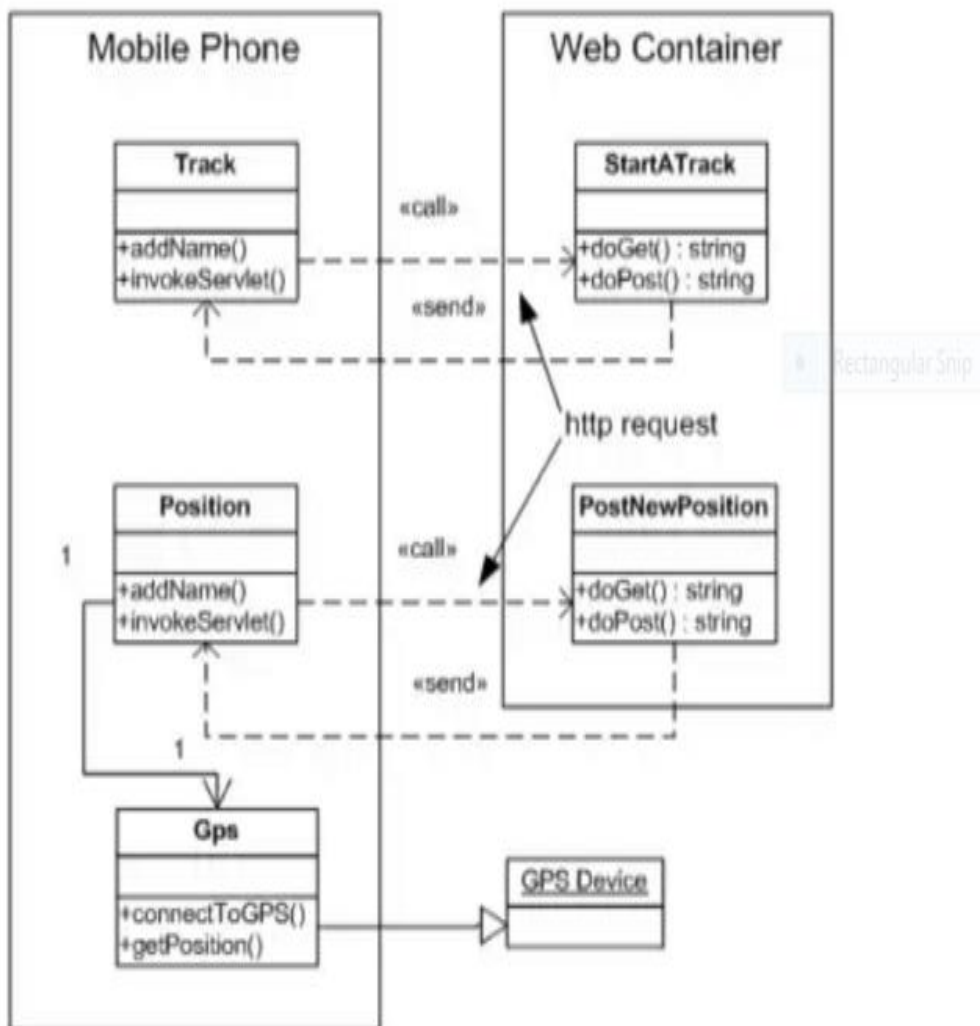 Mobile Phone
Web Container
Track
+addName()
+invokeServlet()
«call»
«send»
StartATrack
+doGet() : string
+doPost() : string
Rectangular Snip
http request
Position
+addName()
+invokeServlet()
1
1
«call»
«send»
PostNewPosition
+doGet() : string
+doPost() : string
Gps
+connectToGPS()
+getPosition()
GPS Device